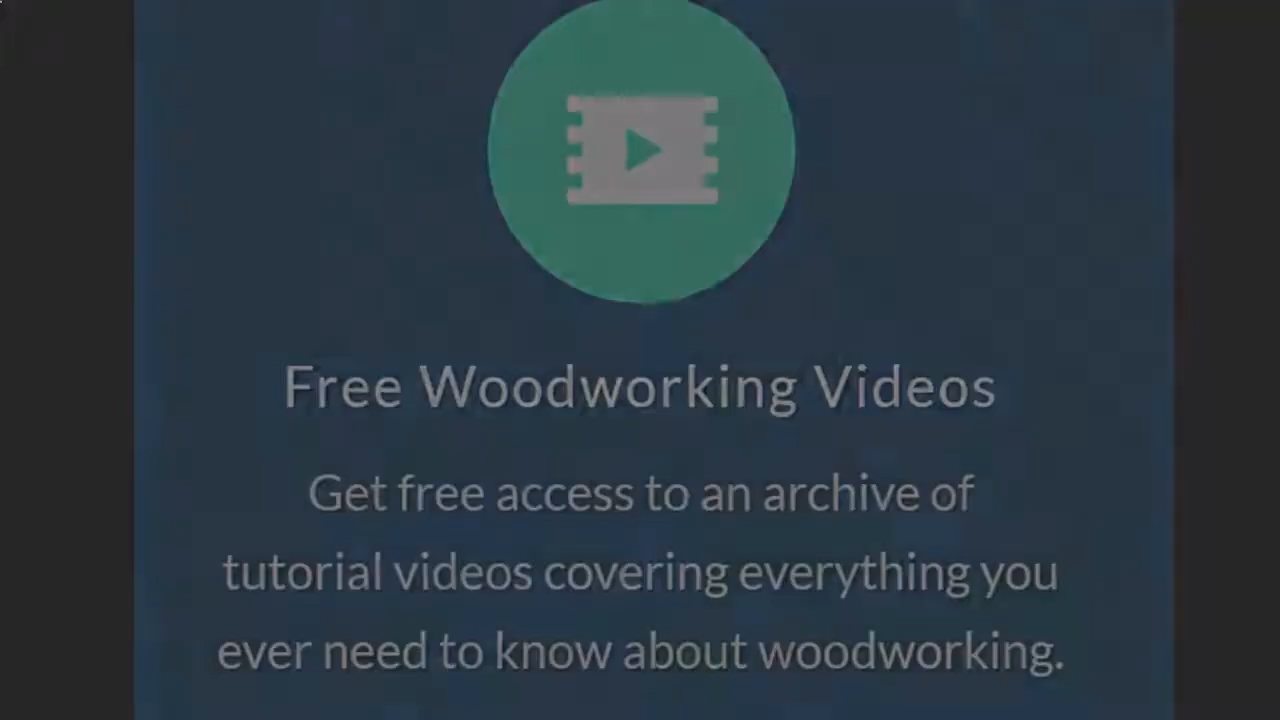 Free Woodworking Videos
Get free access to an archive of
tutorial videos covering everything you
ever need to know about woodworking.